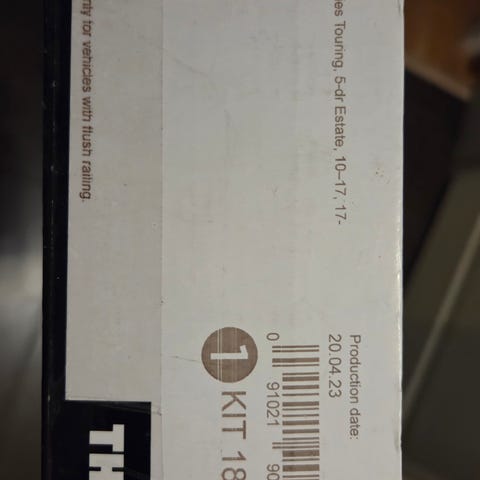 es Touring, 5-dr Estate, 10–17, 17-
Production date:
20.04.23
0 91021 90
1 KIT 18
nly for vehicles with flush railing.
TH